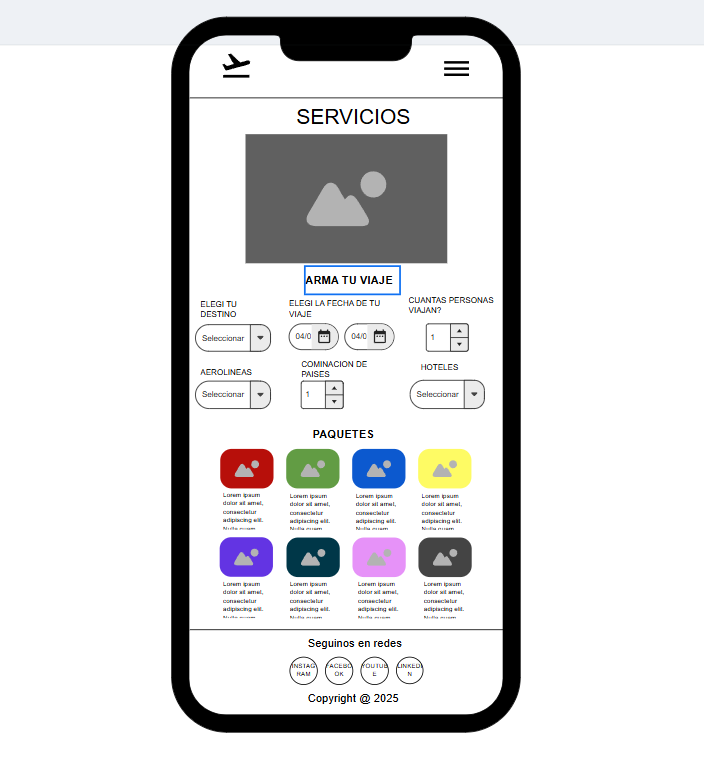 SERVICIOS
ARMA TU VIAJE
ELEGI TU
DESTINO
ELEGI LA FECHA DE TU
VIAJE
CUANTAS PERSONAS
VIAJAN?
Seleccionar
04/0
04/0
1
AEROLINEAS
COMINACION DE
PAISES
HOTELES
Seleccionar
1
Seleccionar
PAQUETES
Lorem ipsum
dolor sit amet,
consectetur
adipiscing elit.
Nulla quam
Lorem ipsum
dolor sit amet,
consectetur
adipiscing elit.
Nulla quam
Lorem ipsum
dolor sit amet,
consectetur
adipiscing elit.
Nulla quam
Lorem ipsum
dolor sit amet,
consectetur
adipiscing elit.
Nulla quam
Lorem ipsum
dolor sit amet,
consectetur
adipiscing elit.
Nulla quam
Lorem ipsum
dolor sit amet,
consectetur
adipiscing elit.
Nulla quam
Lorem ipsum
dolor sit amet,
consectetur
adipiscing elit.
Nulla quam
Lorem ipsum
dolor sit amet,
consectetur
adipiscing elit.
Nulla quam
Seguinos en redes
INSTAG
RAM
FACEBO
OK
YOUTUB
E
LINKEDI
N
Copyright @ 2025